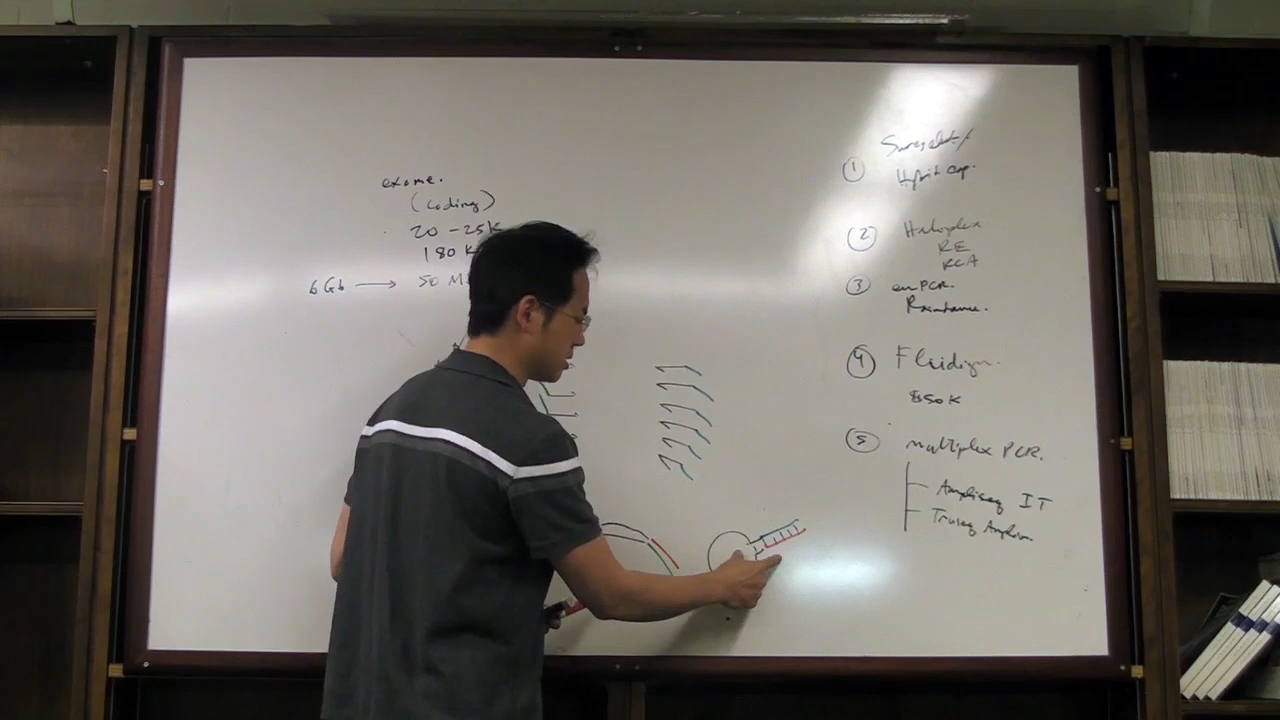 exome.
(coding)
20 - 25K
180 K
6 Gb → 50 M
① Hybrid cap.
② Haloplex
RE
RCA
③ emPCR.
Raindance.
④ Fluidigm.
850K
⑤ multiplex PCR.
Ampliseq IT
Truseq Amplicon